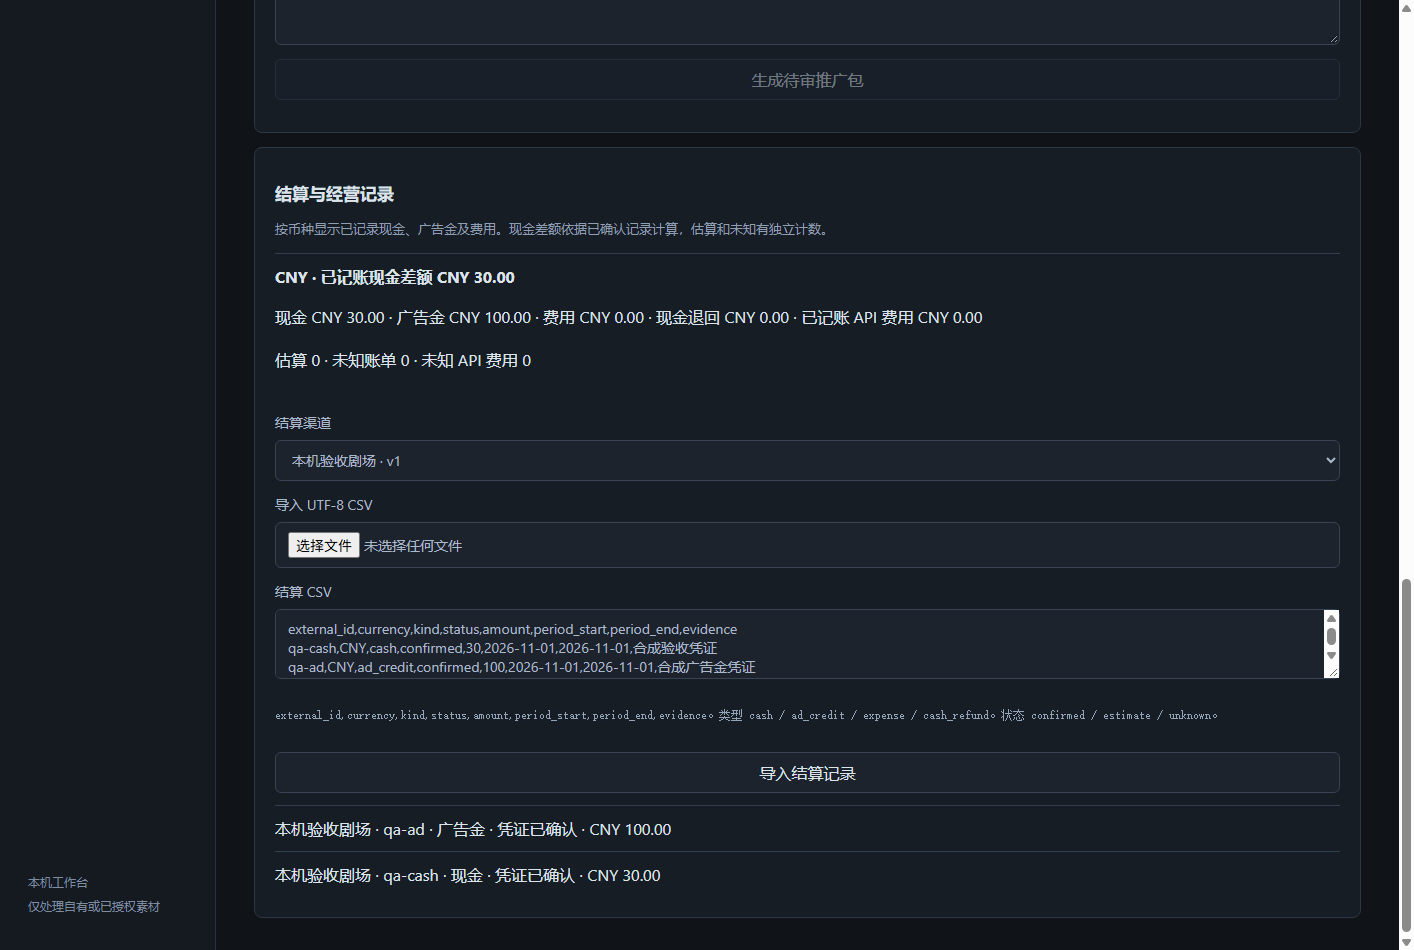 生成待审推广包
结算与经营记录
按币种显示已记录现金、广告金及费用。现金差额依据已确认记录计算，估算和未知有独立计数。
CNY · 已记账现金差额 CNY 30.00
现金 CNY 30.00 · 广告金 CNY 100.00 · 费用 CNY 0.00 · 现金退回 CNY 0.00 · 已记账 API 费用 CNY 0.00
估算 0 · 未知账单 0 · 未知 API 费用 0
结算渠道
本机验收剧场 · v1
导入 UTF-8 CSV
选择文件 未选择任何文件
结算 CSV
external_id,currency,kind,status,amount,period_start,period_end,evidence
qa-cash,CNY,cash,confirmed,30,2026-11-01,2026-11-01,合成验收凭证
qa-ad,CNY,ad_credit,confirmed,100,2026-11-01,2026-11-01,合成广告金凭证
external_id,currency,kind,status,amount,period_start,period_end,evidence。类型 cash / ad_credit / expense / cash_refund。状态 confirmed / estimate / unknown。
导入结算记录
本机验收剧场 · qa-ad · 广告金 · 凭证已确认 · CNY 100.00
本机验收剧场 · qa-cash · 现金 · 凭证已确认 · CNY 30.00
本机工作台
仅处理自有或已授权素材